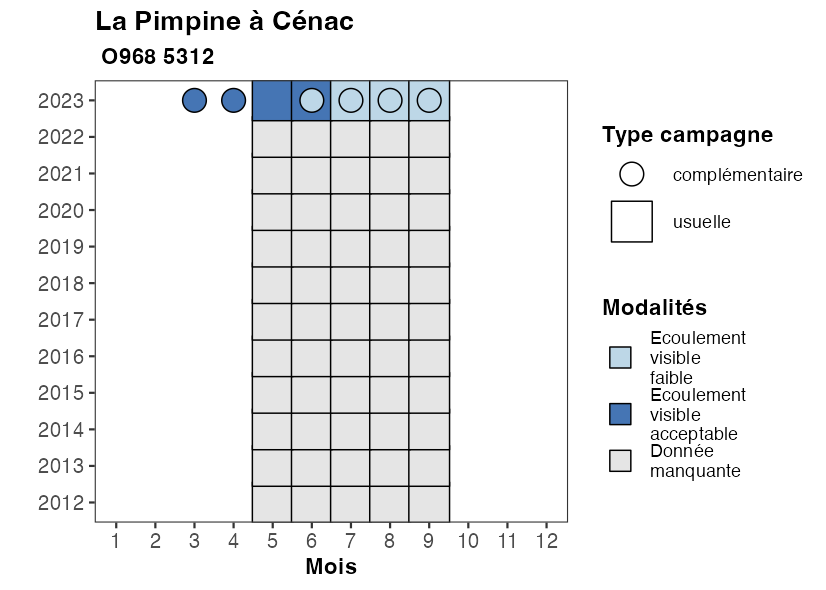 La Pimpine à Cénac
O968 5312
2023
2022
2021
2020
2019
2018
2017
2016
2015
2014
2013
2012
1 2 3 4 5 6 7 8 9 10 11 12
Mois
Type campagne
complémentaire
usuelle
Modalités
Ecoulement
visible
faible
Ecoulement
visible
acceptable
Donnée
manquante